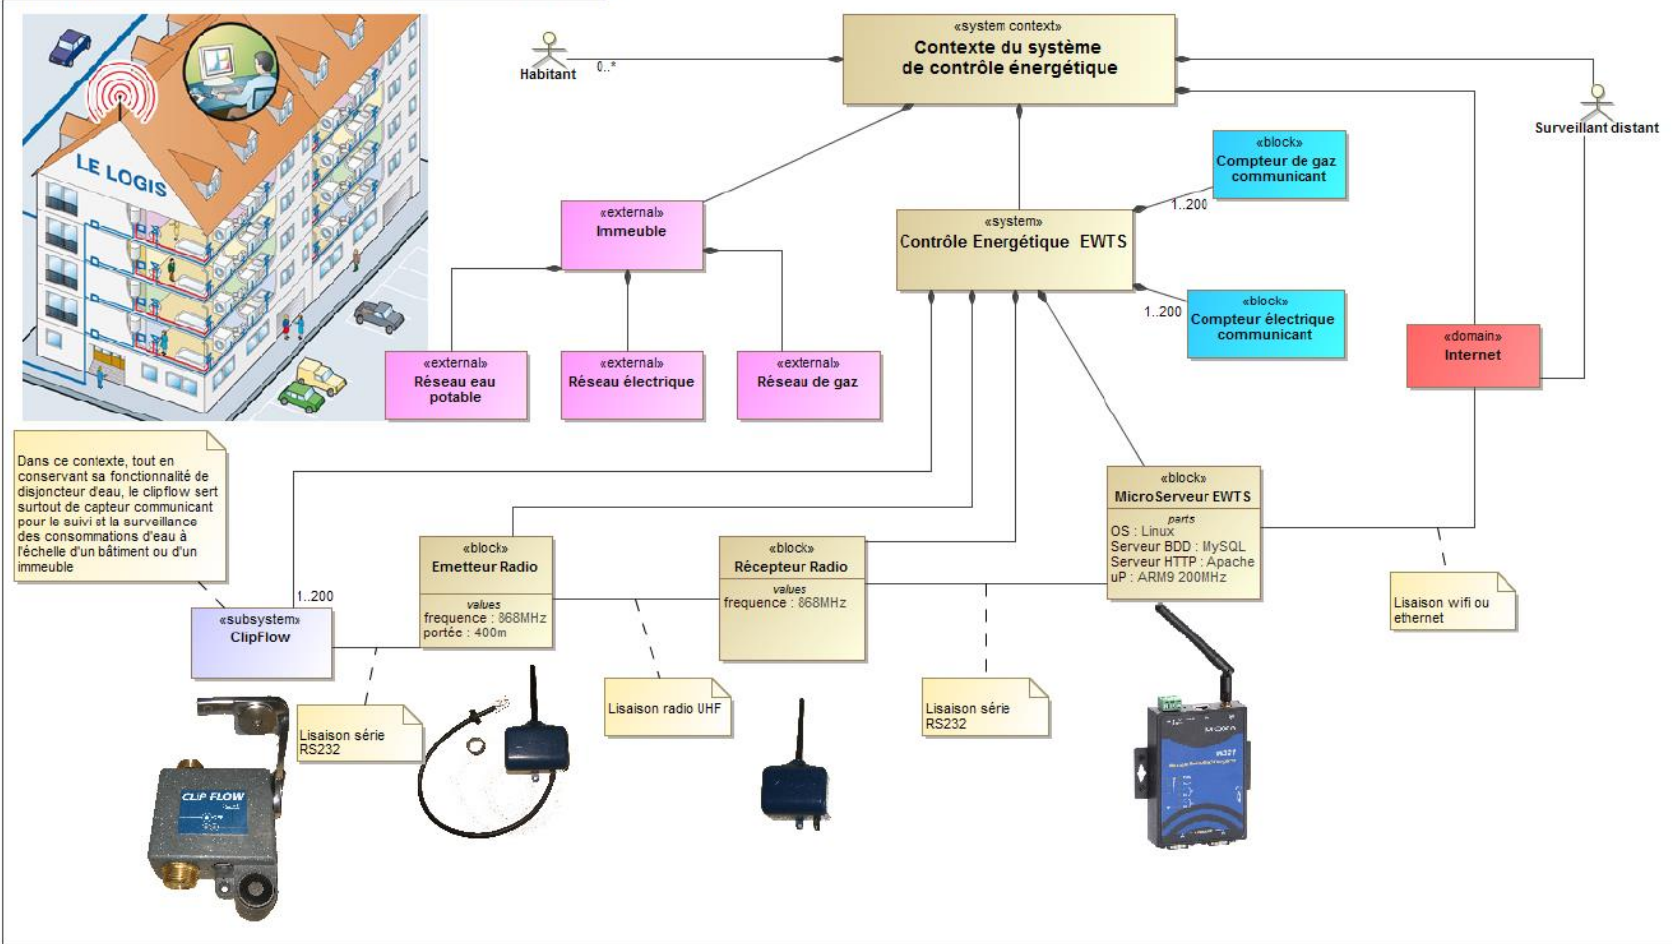 LE LOGIS
Habitant
0..*
«system context»
Contexte du système
de contrôle énergétique
Surveillant distant
«block»
Compteur de gaz
communicant
1..200
«external»
Immeuble
«system»
Contrôle Energétique EWTS
«block»
Compteur électrique
communicant
1..200
«domain»
Internet
«external»
Réseau eau
potable
«external»
Réseau électrique
«external»
Réseau de gaz
Dans ce contexte, tout en
conservant sa fonctionnalité de
disjoncteur d'eau, le clipflow sert
surtout de capteur communicant
pour le suivi et la surveillance
des consommations d'eau à
l'échelle d'un bâtiment ou d'un
immeuble
«block»
MicroServeur EWTS
parts
OS : Linux
Serveur BDD : MySQL
Serveur HTTP : Apache
uP : ARM9 200MHz
«block»
Emetteur Radio
values
frequence : 868MHz
portée : 400m
«block»
Récepteur Radio
values
frequence : 868MHz
1..200
«subsystem»
ClipFlow
Lisaison wifi ou
ethernet
Lisaison série
RS232
Lisaison radio UHF
Lisaison série
RS232
CLIP FLOW
MOXA